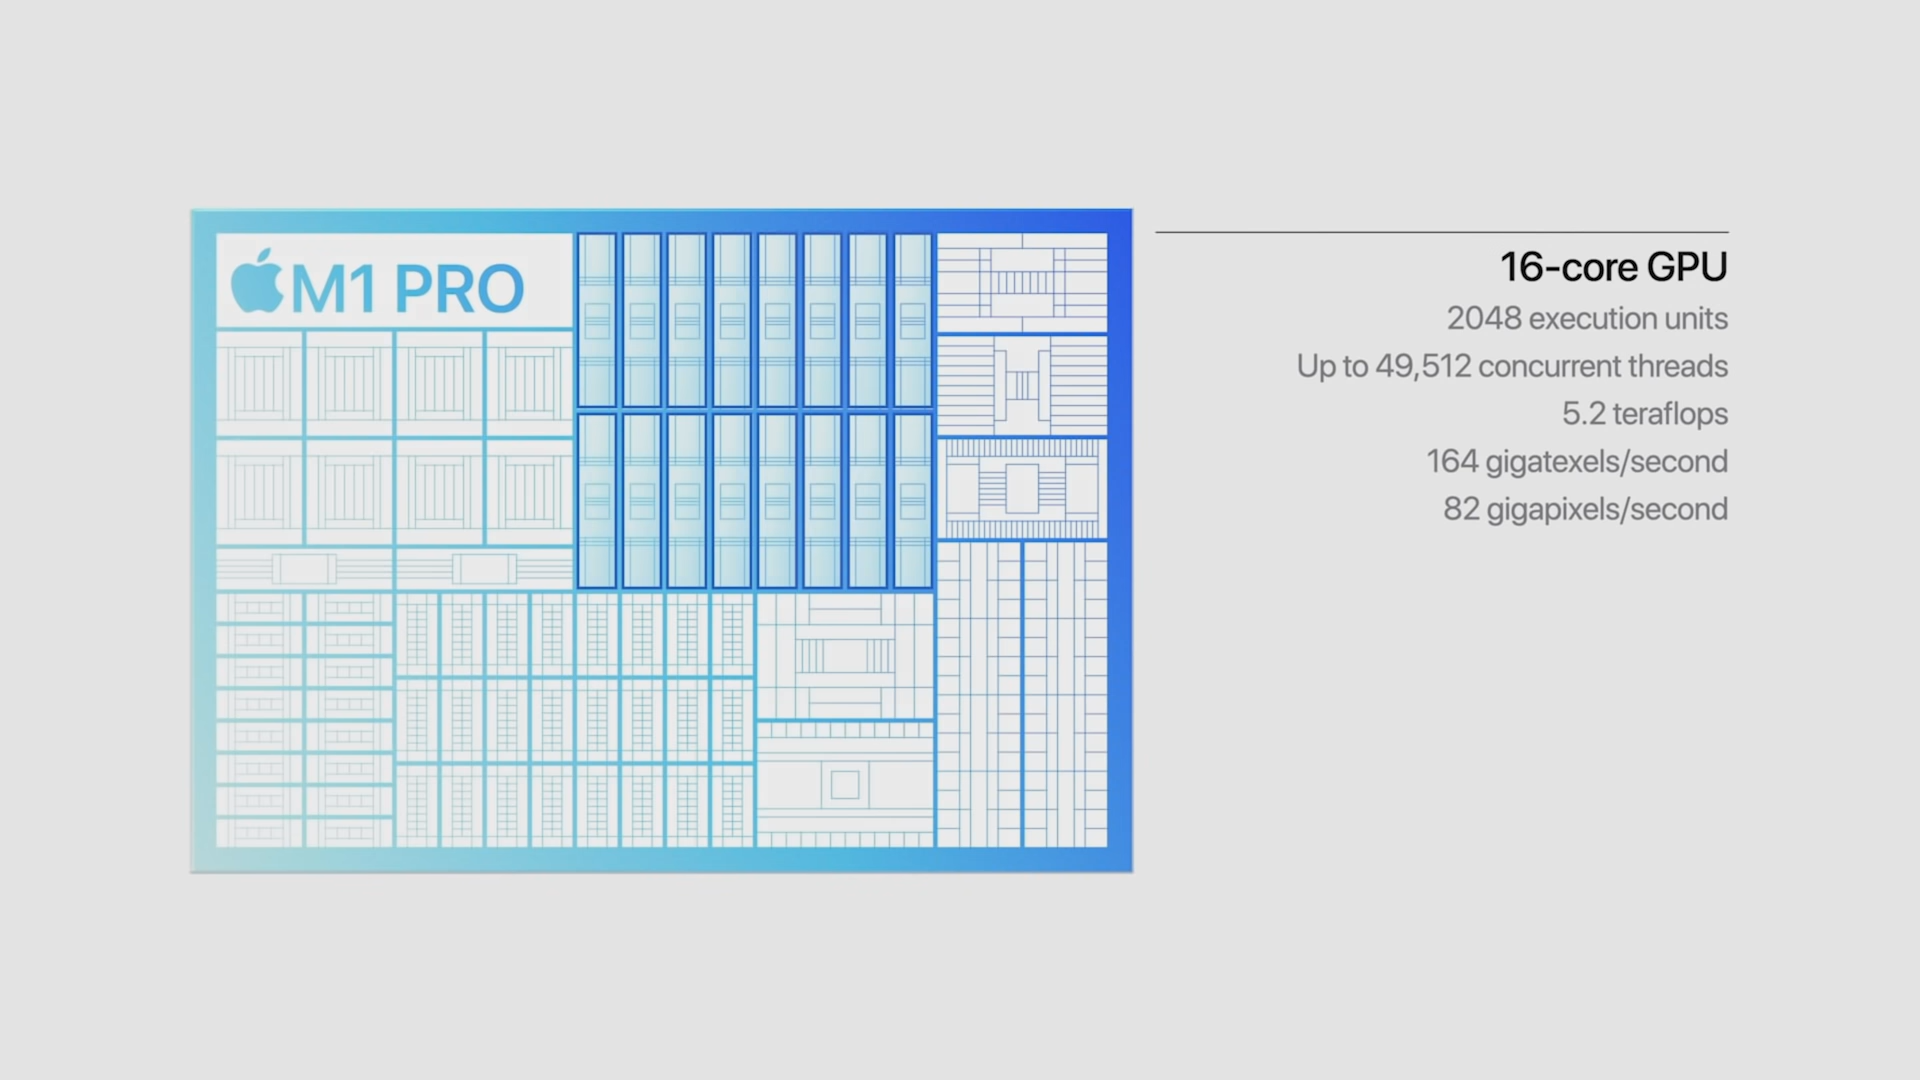 M1 PRO
16-core GPU
2048 execution units
Up to 49,512 concurrent threads
5.2 teraflops
164 gigatexels/second
82 gigapixels/second